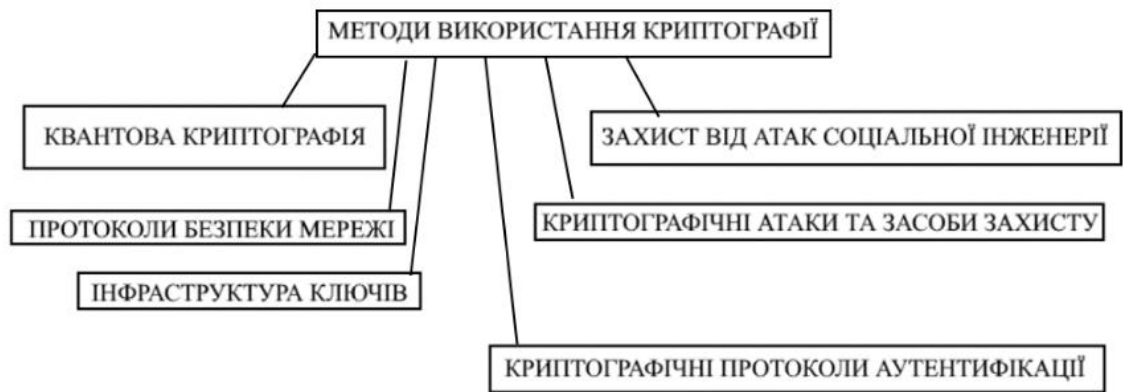 МЕТОДИ ВИКОРИСТАННЯ КРИПТОГРАФІЇ
КВАНТОВА КРИПТОГРАФІЯ
ЗАХИСТ ВІД АТАК СОЦІАЛЬНОЇ ІНЖЕНЕРІЇ
ПРОТОКОЛИ БЕЗПЕКИ МЕРЕЖІ
КРИПТОГРАФІЧНІ АТАКИ ТА ЗАСОБИ ЗАХИСТУ
ІНФРАСТРУКТУРА КЛЮЧІВ
КРИПТОГРАФІЧНІ ПРОТОКОЛИ АУТЕНТИФІКАЦІЇ